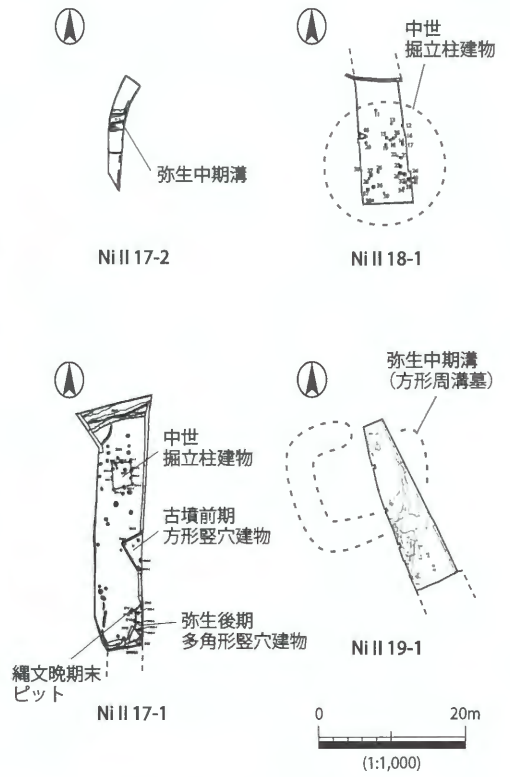 弥生中期溝
Ni II 17-2
中世
掘立柱建物
Ni II 18-1
中世
掘立柱建物
古墳前期
方形竪穴建物
弥生後期
多角形竪穴建物
縄文晩期末
ピット
Ni II 17-1
弥生中期溝
（方形周溝墓）
Ni II 19-1
0 20m
(1:1,000)